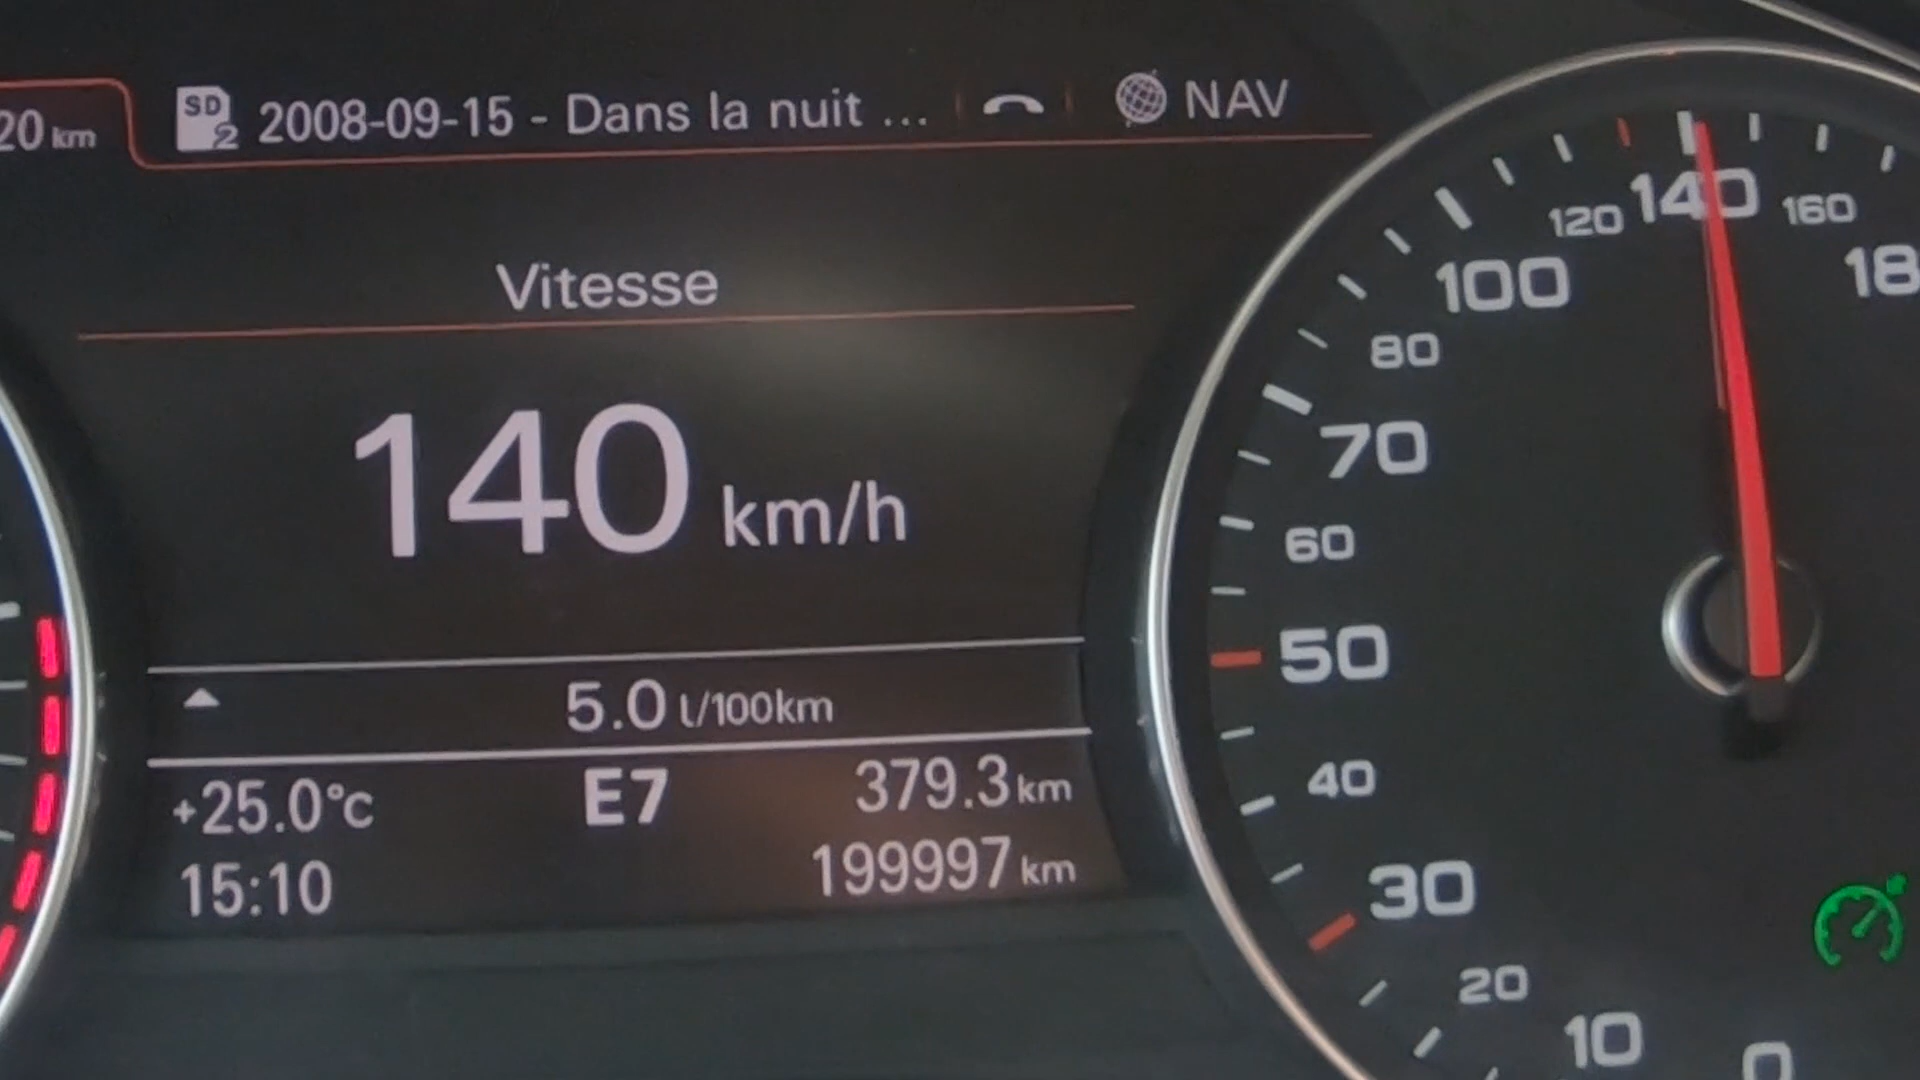 20 km
SD 2 2008-09-15 - Dans la nuit ...
NAV
Vitesse
140 km/h
5.0 l/100km
+25.0°c
E7
379.3 km
15:10
199997 km
0
10
20
30
40
50
60
70
80
100
120
140
160
18